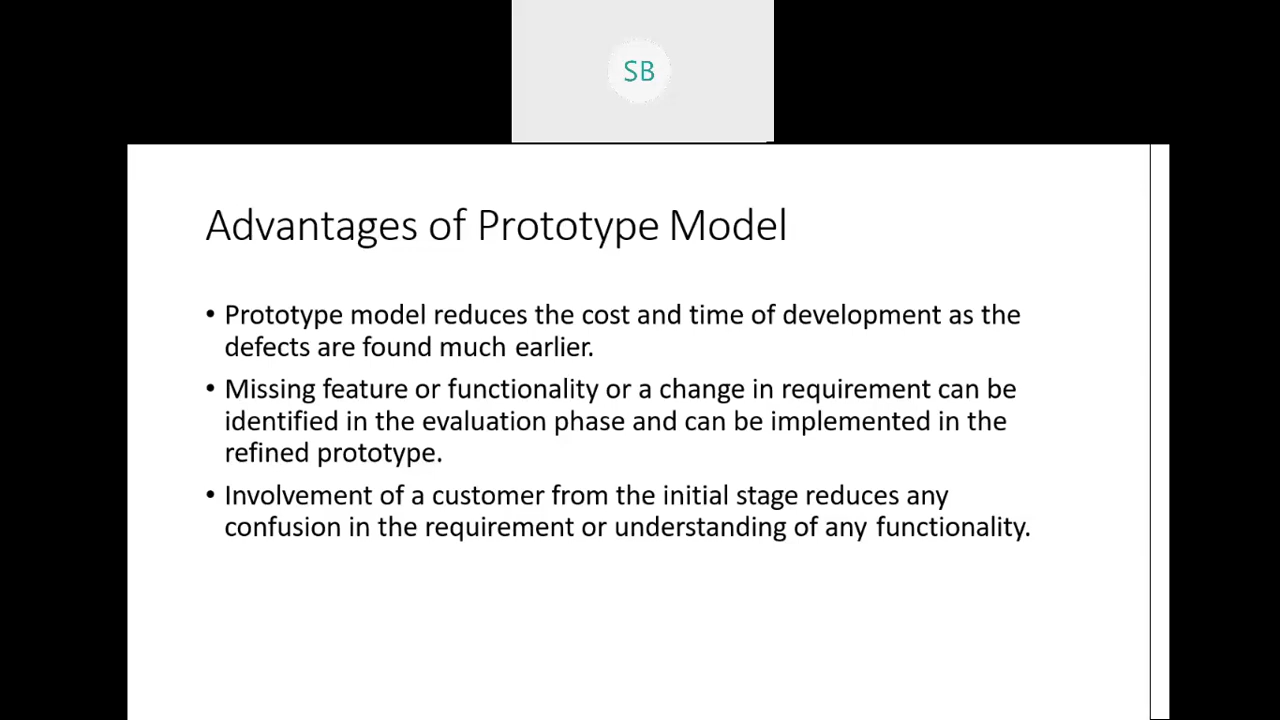 SB
Advantages of Prototype Model
• Prototype model reduces the cost and time of development as the
defects are found much earlier.
• Missing feature or functionality or a change in requirement can be
identified in the evaluation phase and can be implemented in the
refined prototype.
• Involvement of a customer from the initial stage reduces any
confusion in the requirement or understanding of any functionality.